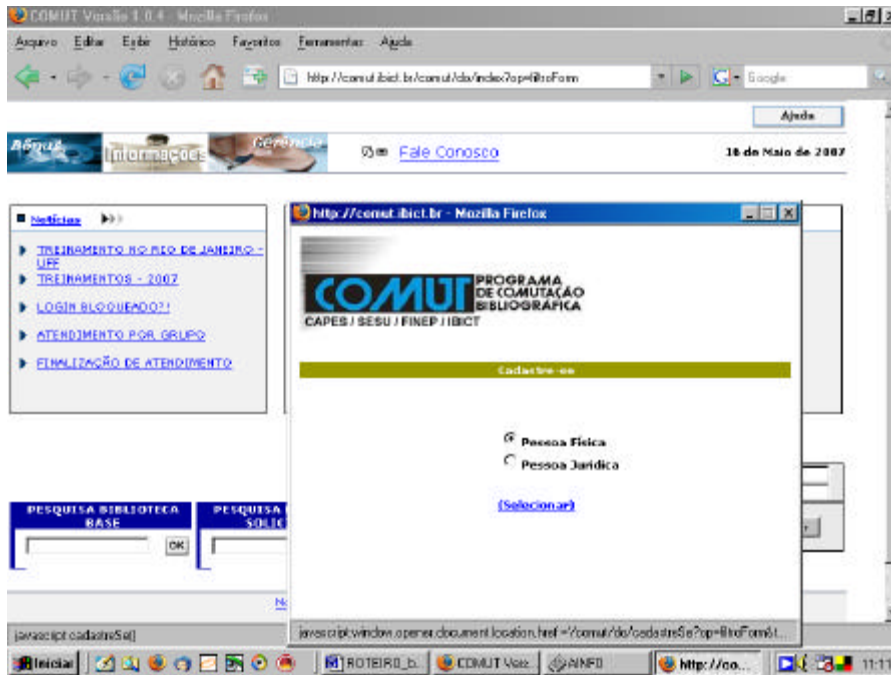 COMUT Versão 1.0.4 - Mozilla Firefox
Arquivo Editar Exibir Histórico Favoritos Ferramentas Ajuda
http://comut.ibict.br/comut/do/index?op=filtroForm
Google
Ajuda
Bônus Informações Gerência
Fale Conosco
16 de Maio de 2007
Notícias
TREINAMENTO NO RIO DE JANEIRO -
UFF
TREINAMENTOS - 2007
LOGIN BLOQUEADO?!
ATENDIMENTO POR GRUPO
FINALIZAÇÃO DE ATENDIMENTO
http://comut.ibict.br - Mozilla Firefox
COMUT PROGRAMA
DE COMUTAÇÃO
BIBLIOGRÁFICA
CAPES / SESU / FINEP / IBICT
Cadastre-se
Pessoa Física
Pessoa Jurídica
(Selecionar)
PESQUISA BIBLIOTECA
BASE
OK
PESQUISA
javascript:cadastreSe()
javascript:window.opener.document.location.href='/comut/do/cadastreSe?op=filtroForm&t...
Iniciar
ROTEIRO_b...
COMUT Vers...
AINFO
http://co...
11:11